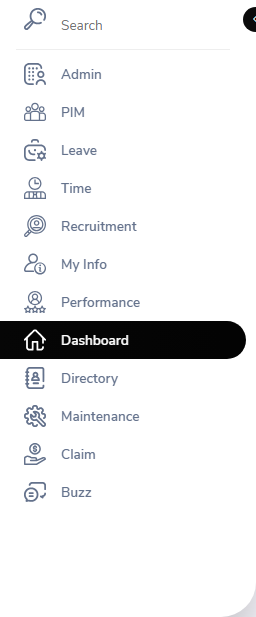 Search
Admin
PIM
Leave
Time
Recruitment
My Info
Performance
Dashboard
Directory
Maintenance
Claim
Buzz